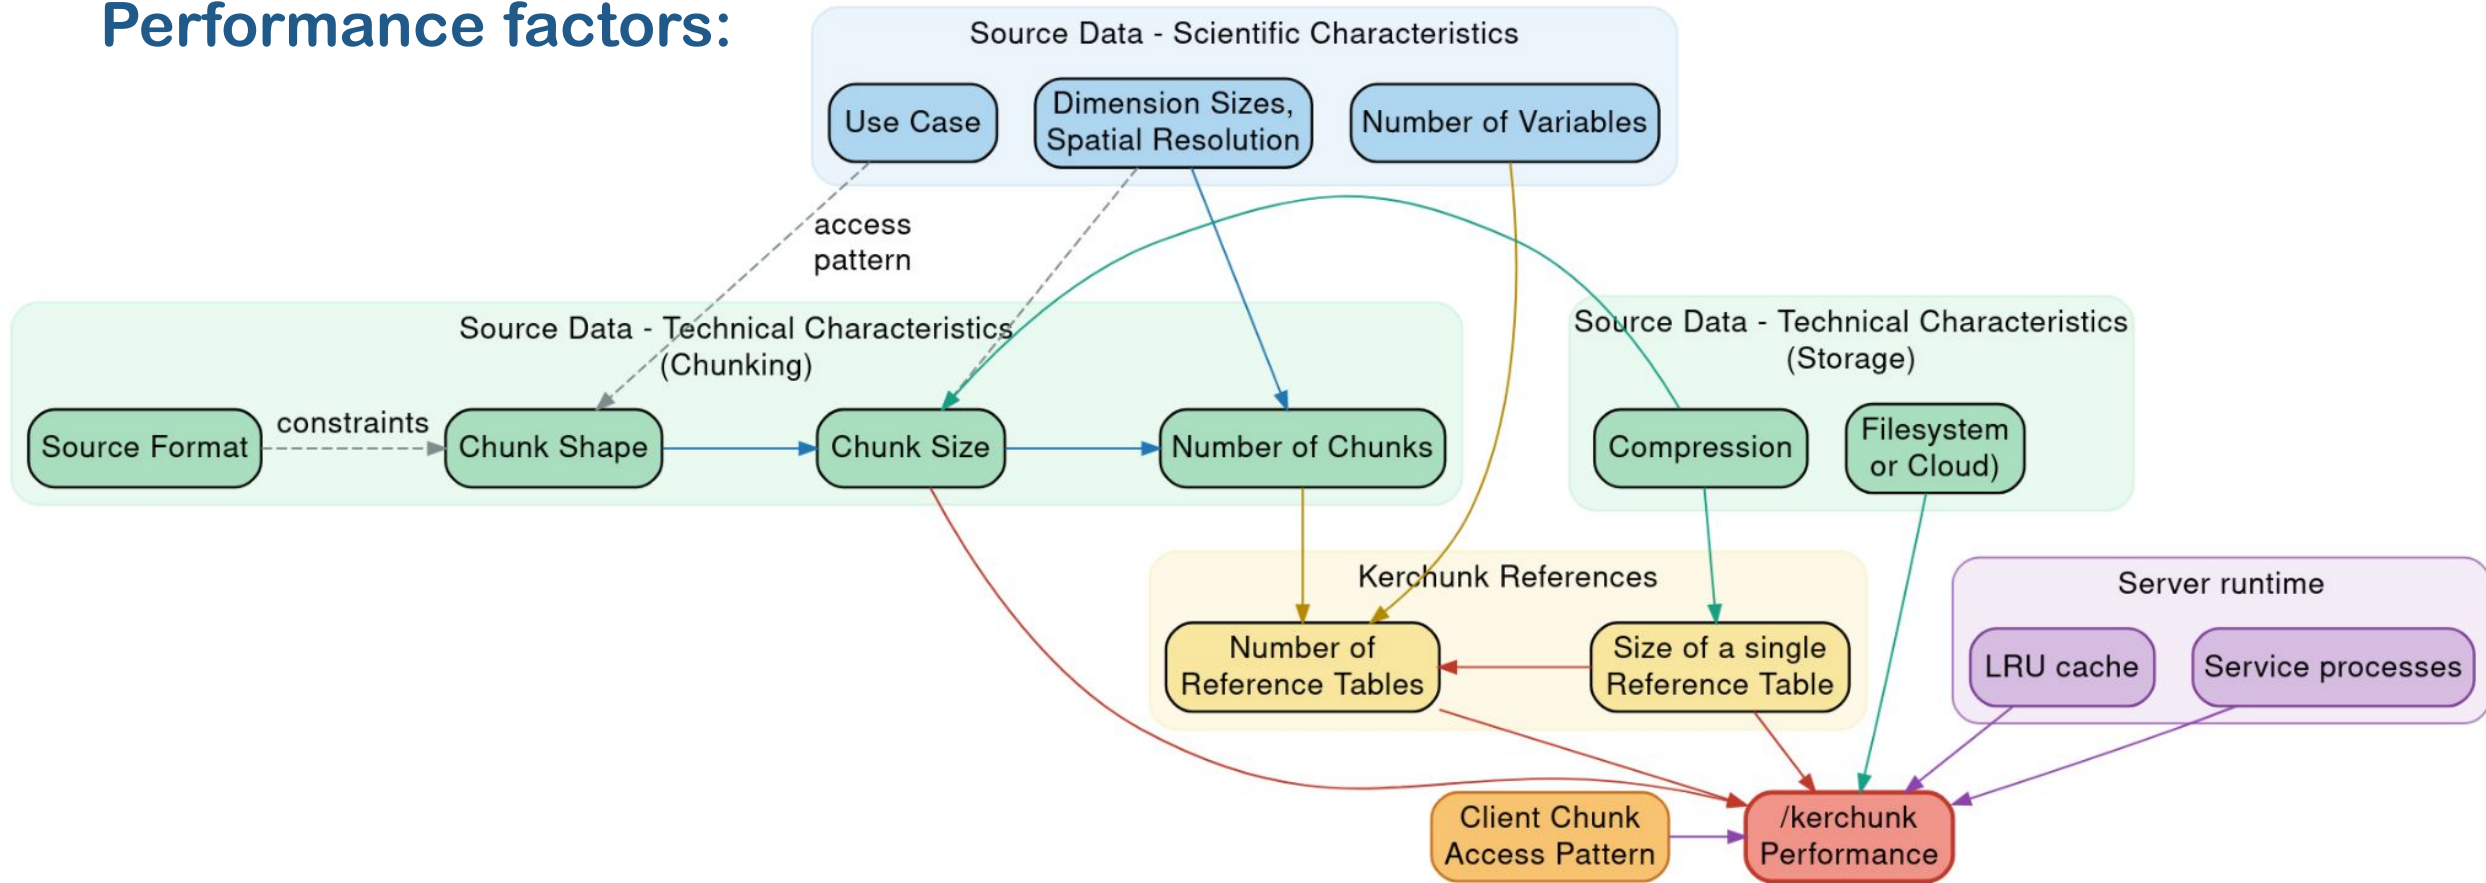 Performance factors:
Source Data - Scientific Characteristics
Use Case
Dimension Sizes,
Spatial Resolution
Number of Variables
access
pattern
Source Data - Technical Characteristics
(Chunking)
Source Format
constraints
Chunk Shape
Chunk Size
Number of Chunks
Source Data - Technical Characteristics
(Storage)
Compression
Filesystem
or Cloud)
Kerchunk References
Number of
Reference Tables
Size of a single
Reference Table
Server runtime
LRU cache
Service processes
Client Chunk
Access Pattern
/kerchunk
Performance